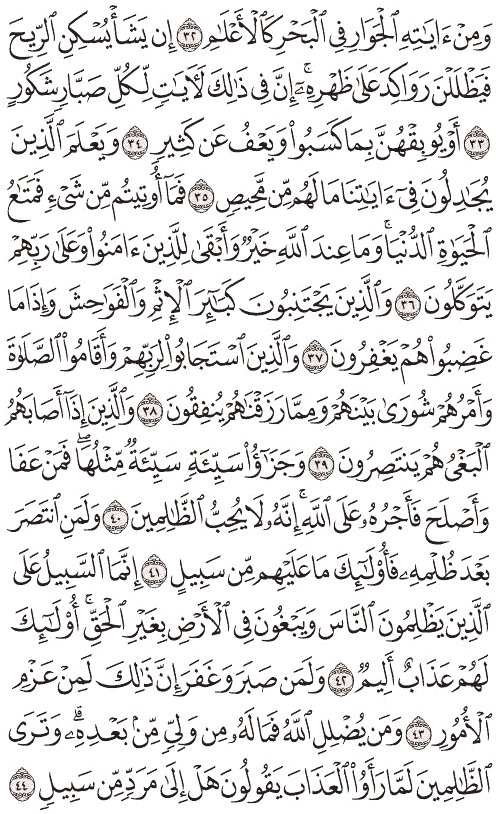 وَمِنْ ءَايَٰتِهِ ٱلْجَوَارِ فِى ٱلْبَحْرِ كَٱلْأَعْلَٰمِ ٣٢ إِن يَشَأْ يُسْكِنِ ٱلرِّيحَ
فَيَظْلَلْنَ رَوَاكِدَ عَلَىٰ ظَهْرِهِۦٓ ۚ إِنَّ فِى ذَٰلِكَ لَءَايَٰتٍ لِّكُلِّ صَبَّارٍ شَكُورٍ
٣٣ أَوْ يُوبِقْهُنَّ بِمَا كَسَبُوا۟ وَيَعْفُ عَن كَثِيرٍ ٣٤ وَيَعْلَمَ ٱلَّذِينَ
يُجَٰدِلُونَ فِىٓ ءَايَٰتِنَا مَا لَهُم مِّن مَّحِيصٍ ٣٥ فَمَآ أُوتِيتُم مِّن شَىْءٍ فَمَتَٰعُ
ٱلْحَيَوٰةِ ٱلدُّنْيَا ۖ وَمَا عِندَ ٱللَّهِ خَيْرٌ وَأَبْقَىٰ لِلَّذِينَ ءَامَنُوا۟ وَعَلَىٰ رَبِّهِمْ
يَتَوَكَّلُونَ ٣٦ وَٱلَّذِينَ يَجْتَنِبُونَ كَبَٰٓئِرَ ٱلْإِثْمِ وَٱلْفَوَٰحِشَ وَإِذَا مَا
غَضِبُوا۟ هُمْ يَغْفِرُونَ ٣٧ وَٱلَّذِينَ ٱسْتَجَابُوا۟ لِرَبِّهِمْ وَأَقَامُوا۟ ٱلصَّلَوٰةَ
وَأَمْرُهُمْ شُورَىٰ بَيْنَهُمْ وَمِمَّا رَزَقْنَٰهُمْ يُنفِقُونَ ٣٨ وَٱلَّذِينَ إِذَآ أَصَابَهُمُ
ٱلْبَغْىُ هُمْ يَنتَصِرُونَ ٣٩ وَجَزَٰٓؤُا۟ سَيِّئَةٍ سَيِّئَةٌ مِّثْلُهَا ۖ فَمَنْ عَفَا
وَأَصْلَحَ فَأَجْرُهُۥ عَلَى ٱللَّهِ ۚ إِنَّهُۥ لَا يُحِبُّ ٱلظَّٰلِمِينَ ٤٠ وَلَمَنِ ٱنتَصَرَ
بَعْدَ ظُلْمِهِۦ فَأُو۟لَٰٓئِكَ مَا عَلَيْهِم مِّن سَبِيلٍ ٤١ إِنَّمَا ٱلسَّبِيلُ عَلَى
ٱلَّذِينَ يَظْلِمُونَ ٱلنَّاسَ وَيَبْغُونَ فِى ٱلْأَرْضِ بِغَيْرِ ٱلْحَقِّ ۚ أُو۟لَٰٓئِكَ
لَهُمْ عَذَابٌ أَلِيمٌ ٤٢ وَلَمَن صَبَرَ وَغَفَرَ إِنَّ ذَٰلِكَ لَمِنْ عَزْمِ
ٱلْأُمُورِ ٤٣ وَمَن يُضْلِلِ ٱللَّهُ فَمَا لَهُۥ مِن وَلِىٍّ مِّنۢ بَعْدِهِۦ ۗ وَتَرَى
ٱلظَّٰلِمِينَ لَمَّا رَأَوُا۟ ٱلْعَذَابَ يَقُولُونَ هَلْ إِلَىٰ مَرَدٍّ مِّن سَبِيلٍ ٤٤